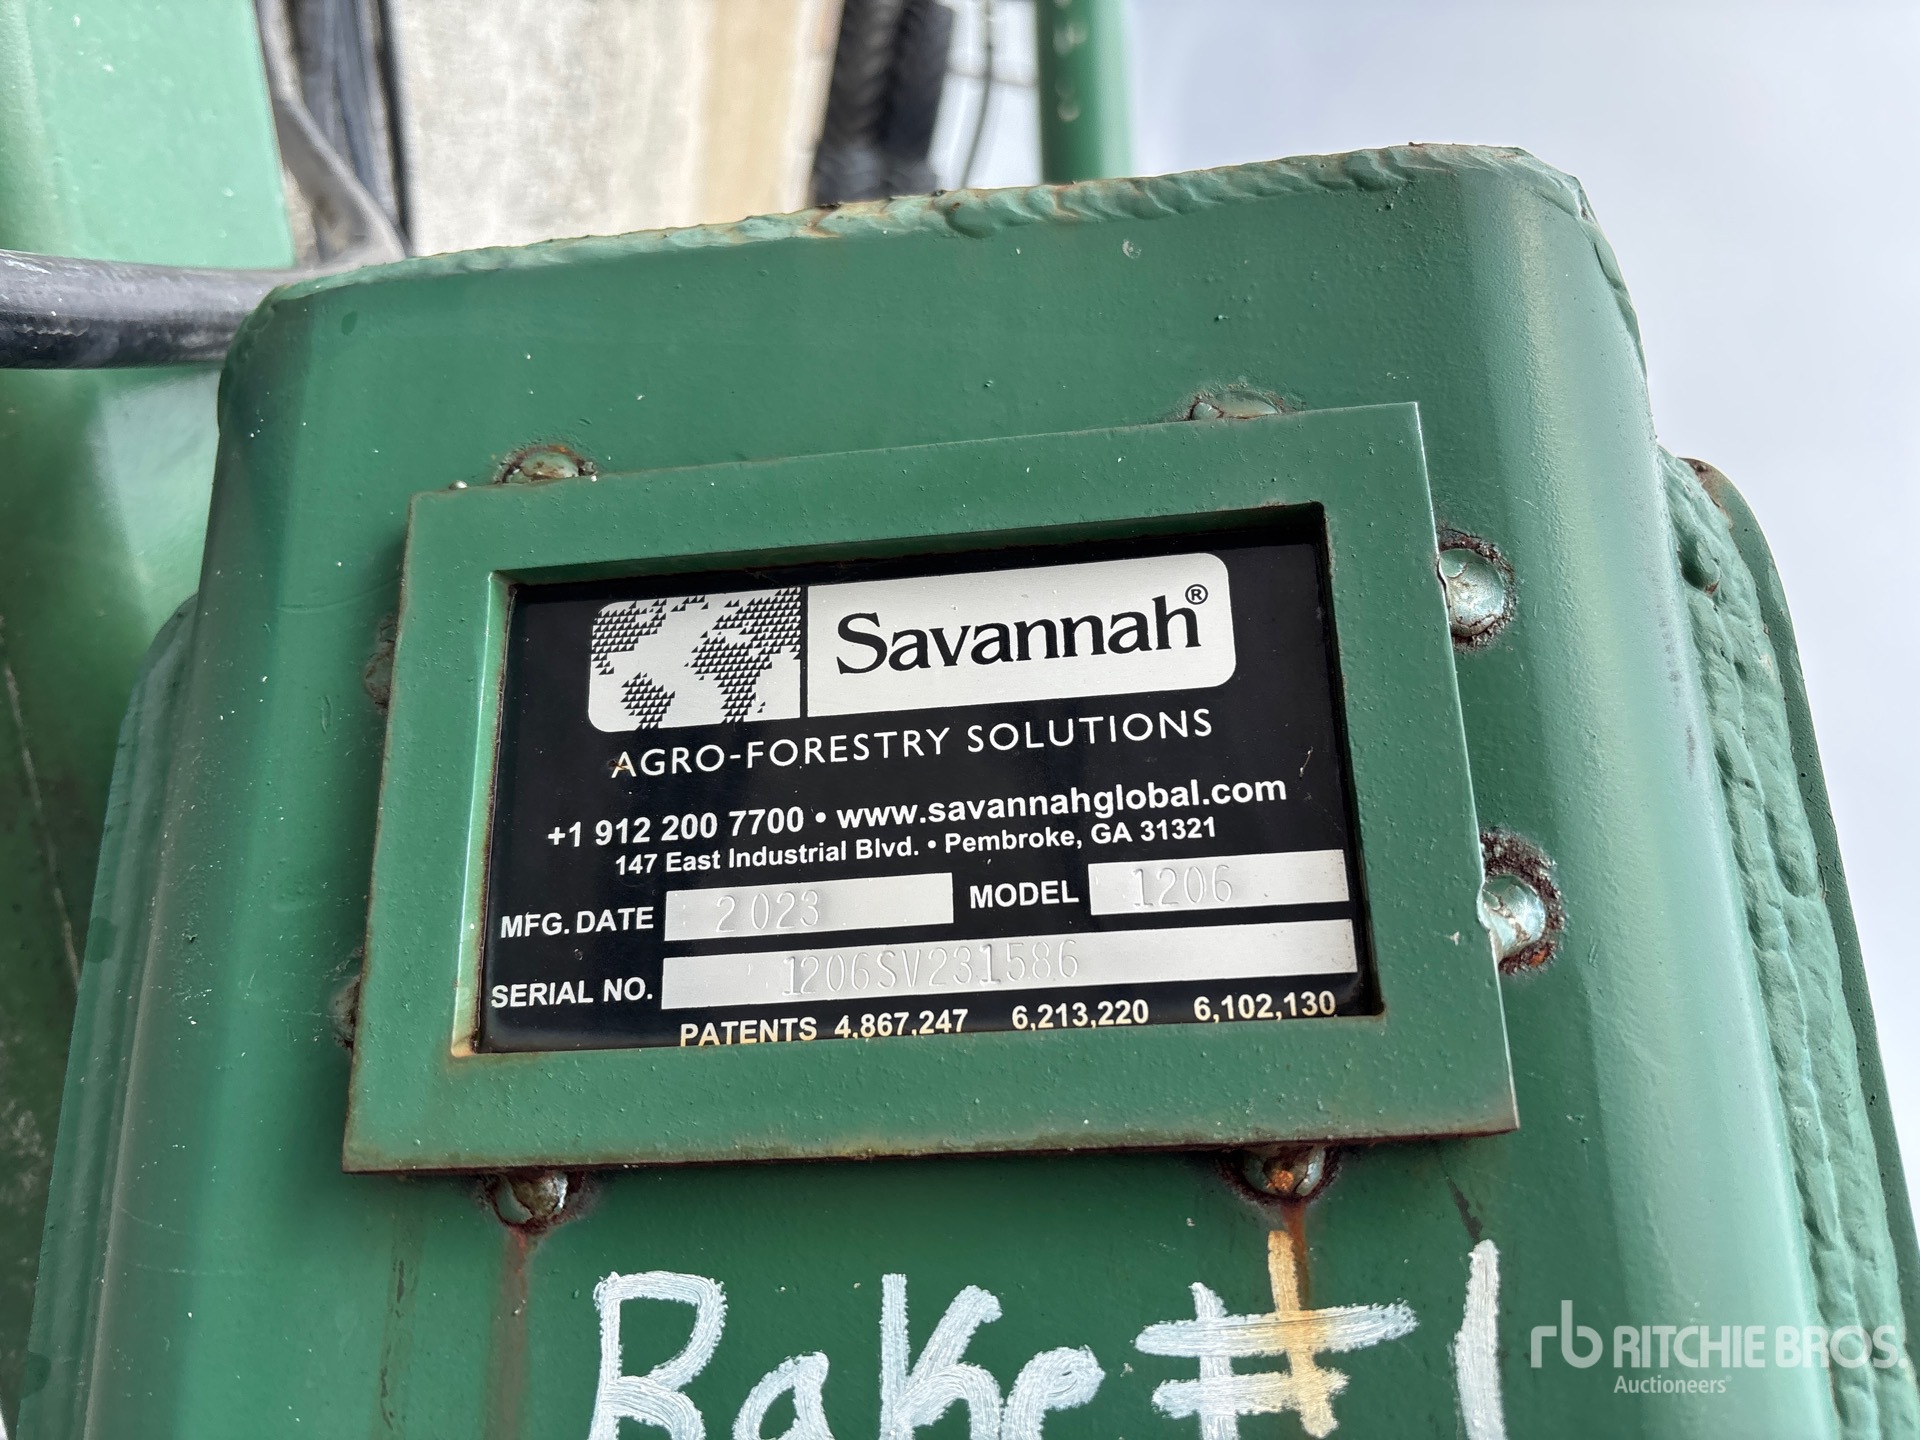 Savannah®
AGRO-FORESTRY SOLUTIONS
+1 912 200 7700 • www.savannahglobal.com
147 East Industrial Blvd. • Pembroke, GA 31321
MFG. DATE 2023 MODEL 1206
SERIAL NO. 1206SV231586
PATENTS 4,867,247 6,213,220 6,102,130
Rake #1
rb RITCHIE BROS.
Auctioneers